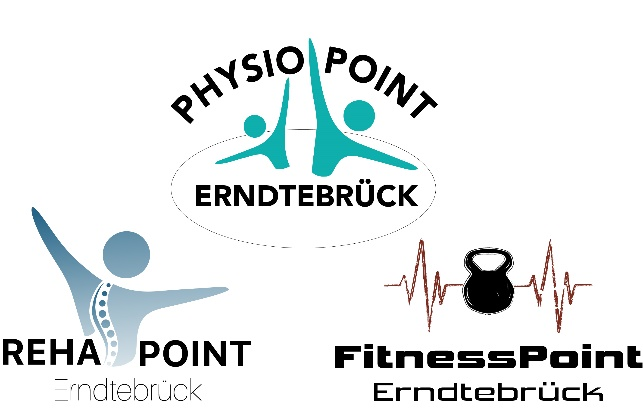 PHYSIO POINT
ERNDTEBRÜCK
REHA POINT
Erndtebrück
FitnessPoint
Erndtebrück